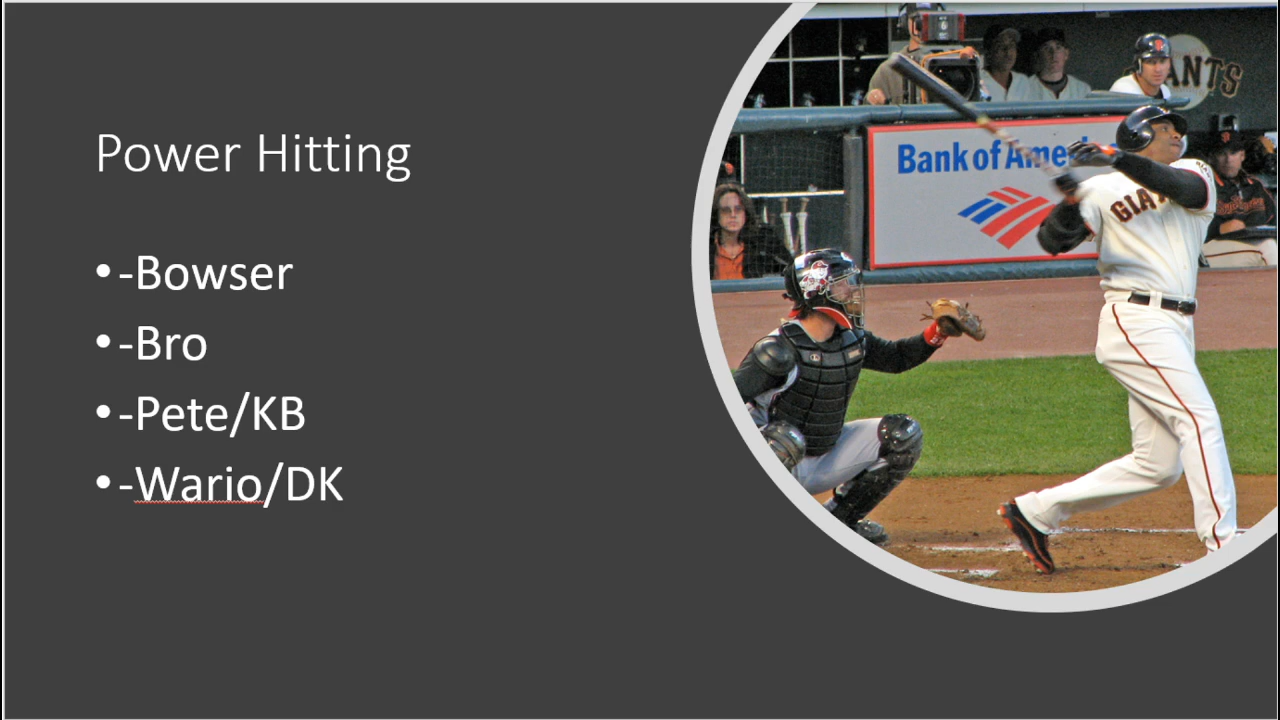 Power Hitting
• -Bowser
• -Bro
• -Pete/KB
• -Wario/DK
ANTS
Bank of Ame
GIA